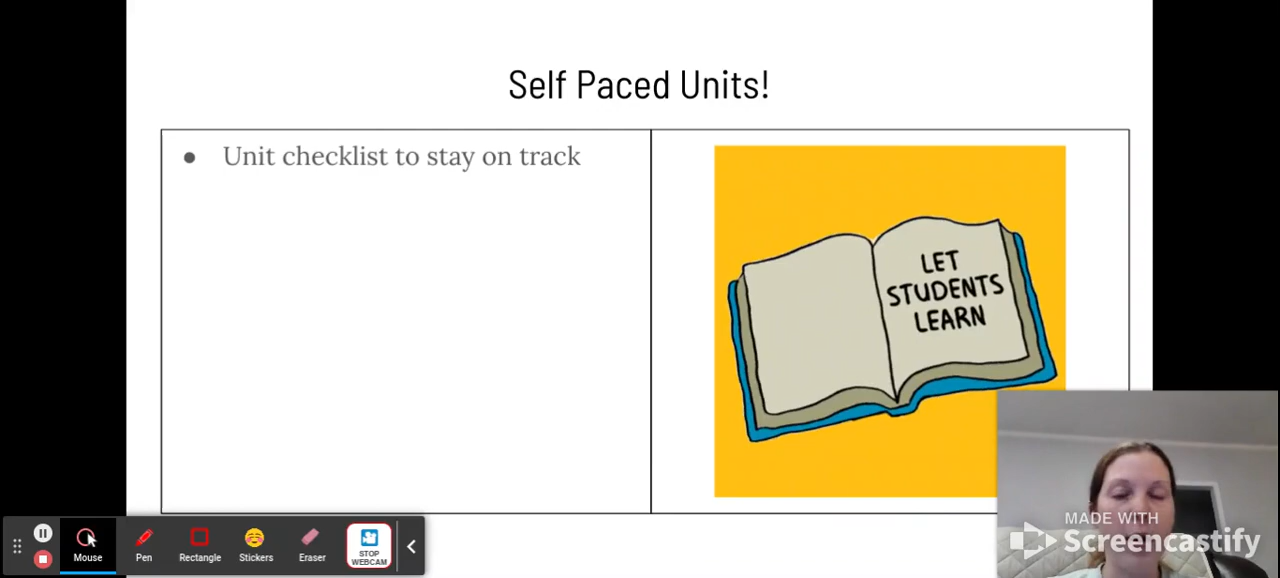 Self Paced Units!
● Unit checklist to stay on track
LET
STUDENTS
LEARN
Mouse
Pen
Rectangle
Stickers
Eraser
STOP
WEBCAM
MADE WITH
Screencastify